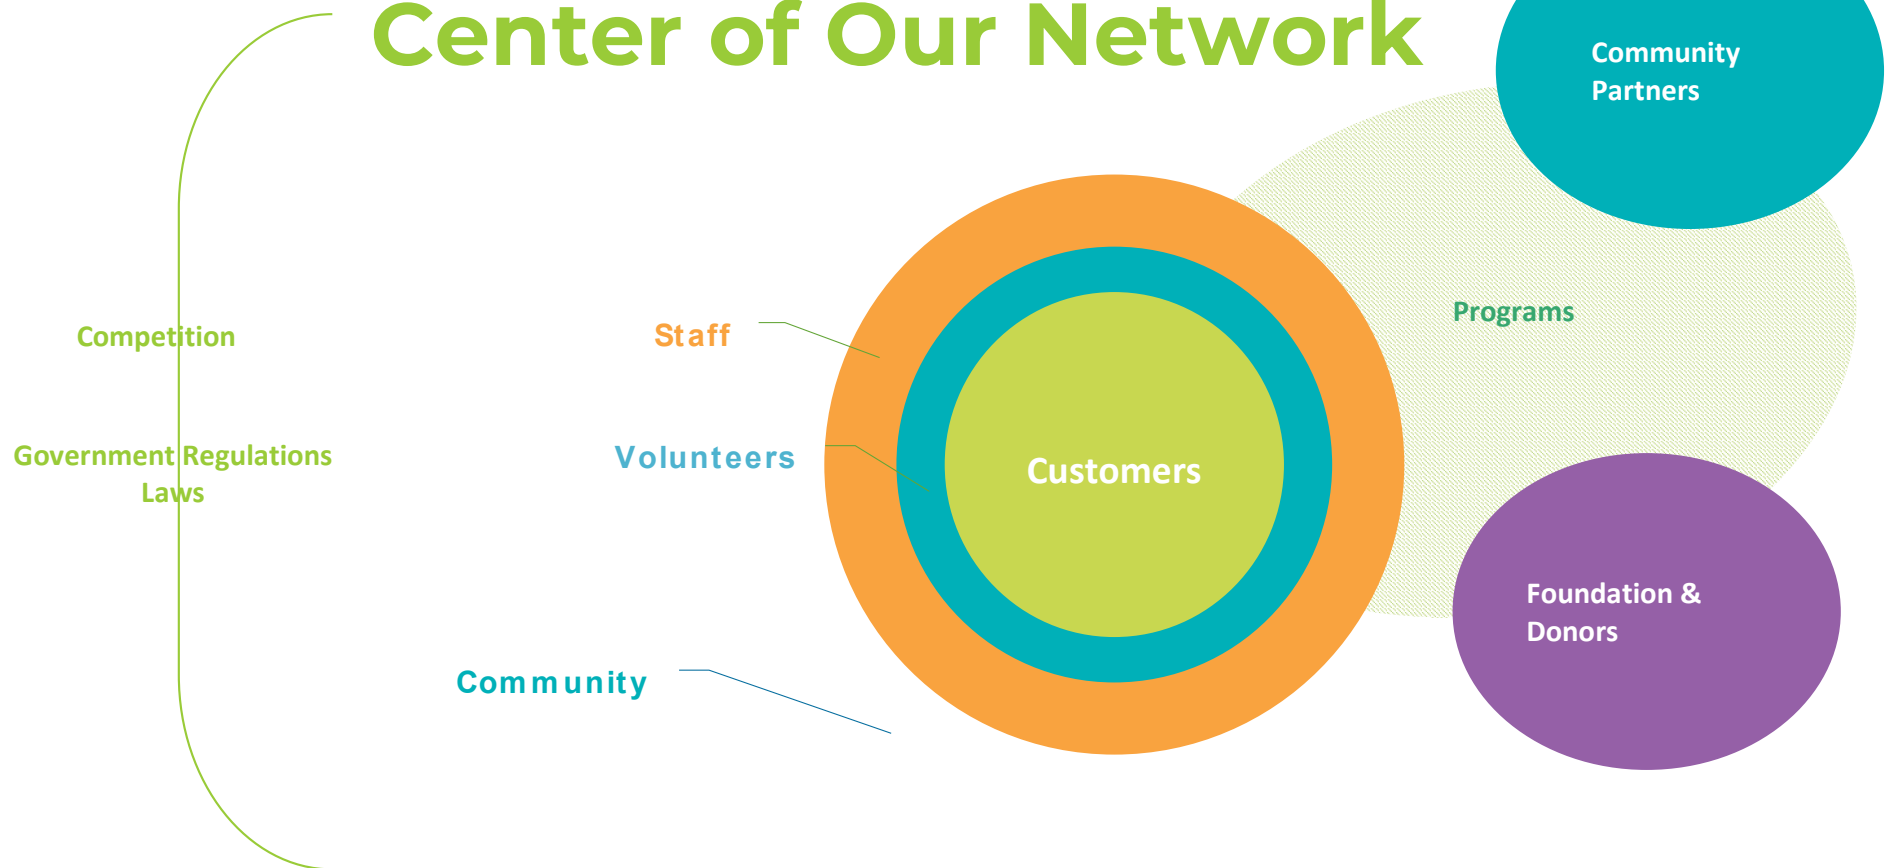 Center of Our Network
Community
Partners
Programs
Competition
Staff
Government Regulations
Laws
Volunteers
Customers
Foundation &
Donors
Community